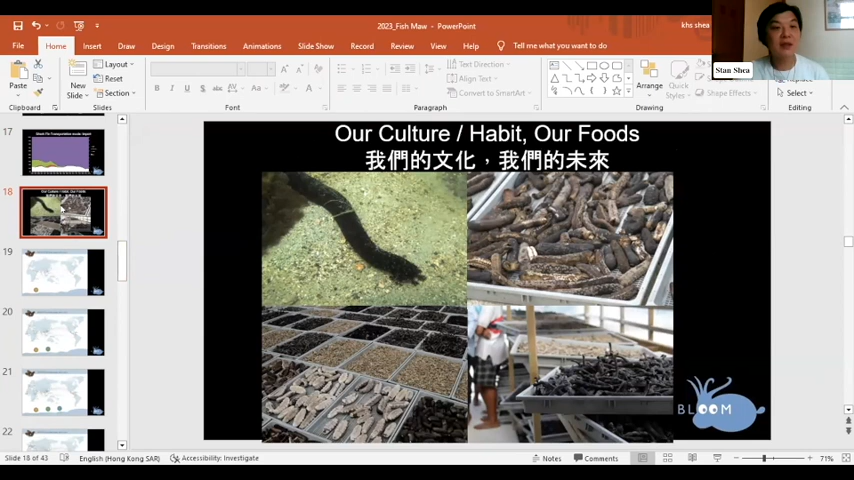 2023_Fish Maw - PowerPoint
khs shea
File Home Insert Draw Design Transitions Animations Slide Show Record Review View Help Tell me what you want to do
Paste
New Slide
Layout
Reset
Section
B I U S
Aa
A
Text Direction
Align Text
Convert to SmartArt
Arrange
Quick Styles
Shape Effects
Replace
Select
Clipboard Slides Font Paragraph Drawing Editing
Stan Shea
17
18
19
20
21
22
Our Culture / Habit, Our Foods
我們的文化，我們的未來
BLOOM
Slide 18 of 43 English (Hong Kong SAR) Accessibility: Investigate Notes Comments 71%